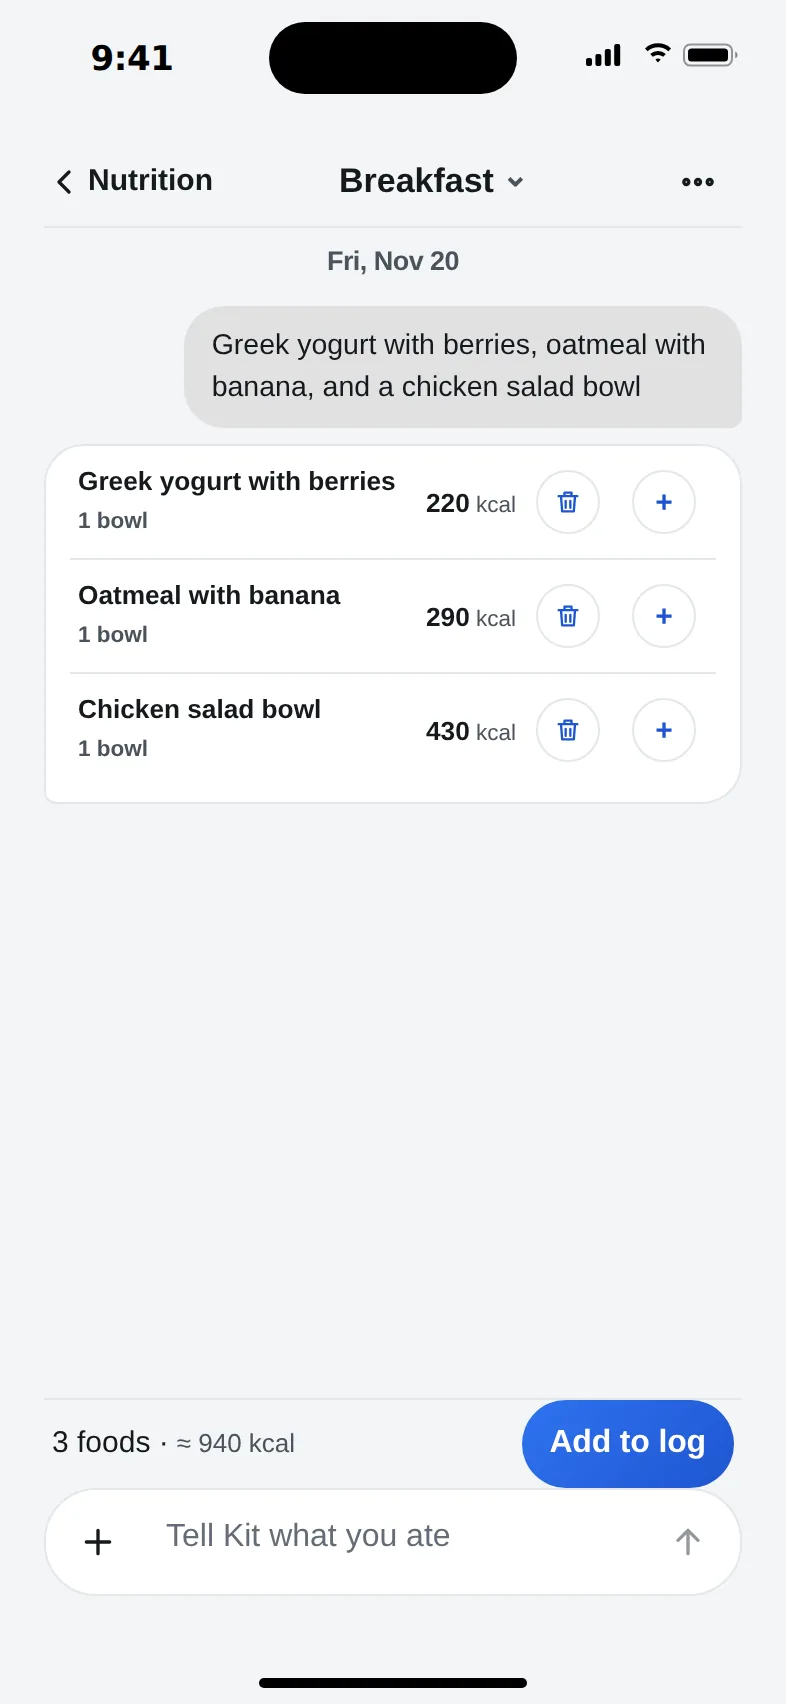 9:41
Nutrition
Breakfast
Fri, Nov 20
Greek yogurt with berries, oatmeal with
banana, and a chicken salad bowl
Greek yogurt with berries
1 bowl
220 kcal
Oatmeal with banana
1 bowl
290 kcal
Chicken salad bowl
1 bowl
430 kcal
3 foods · ≈ 940 kcal
Add to log
Tell Kit what you ate